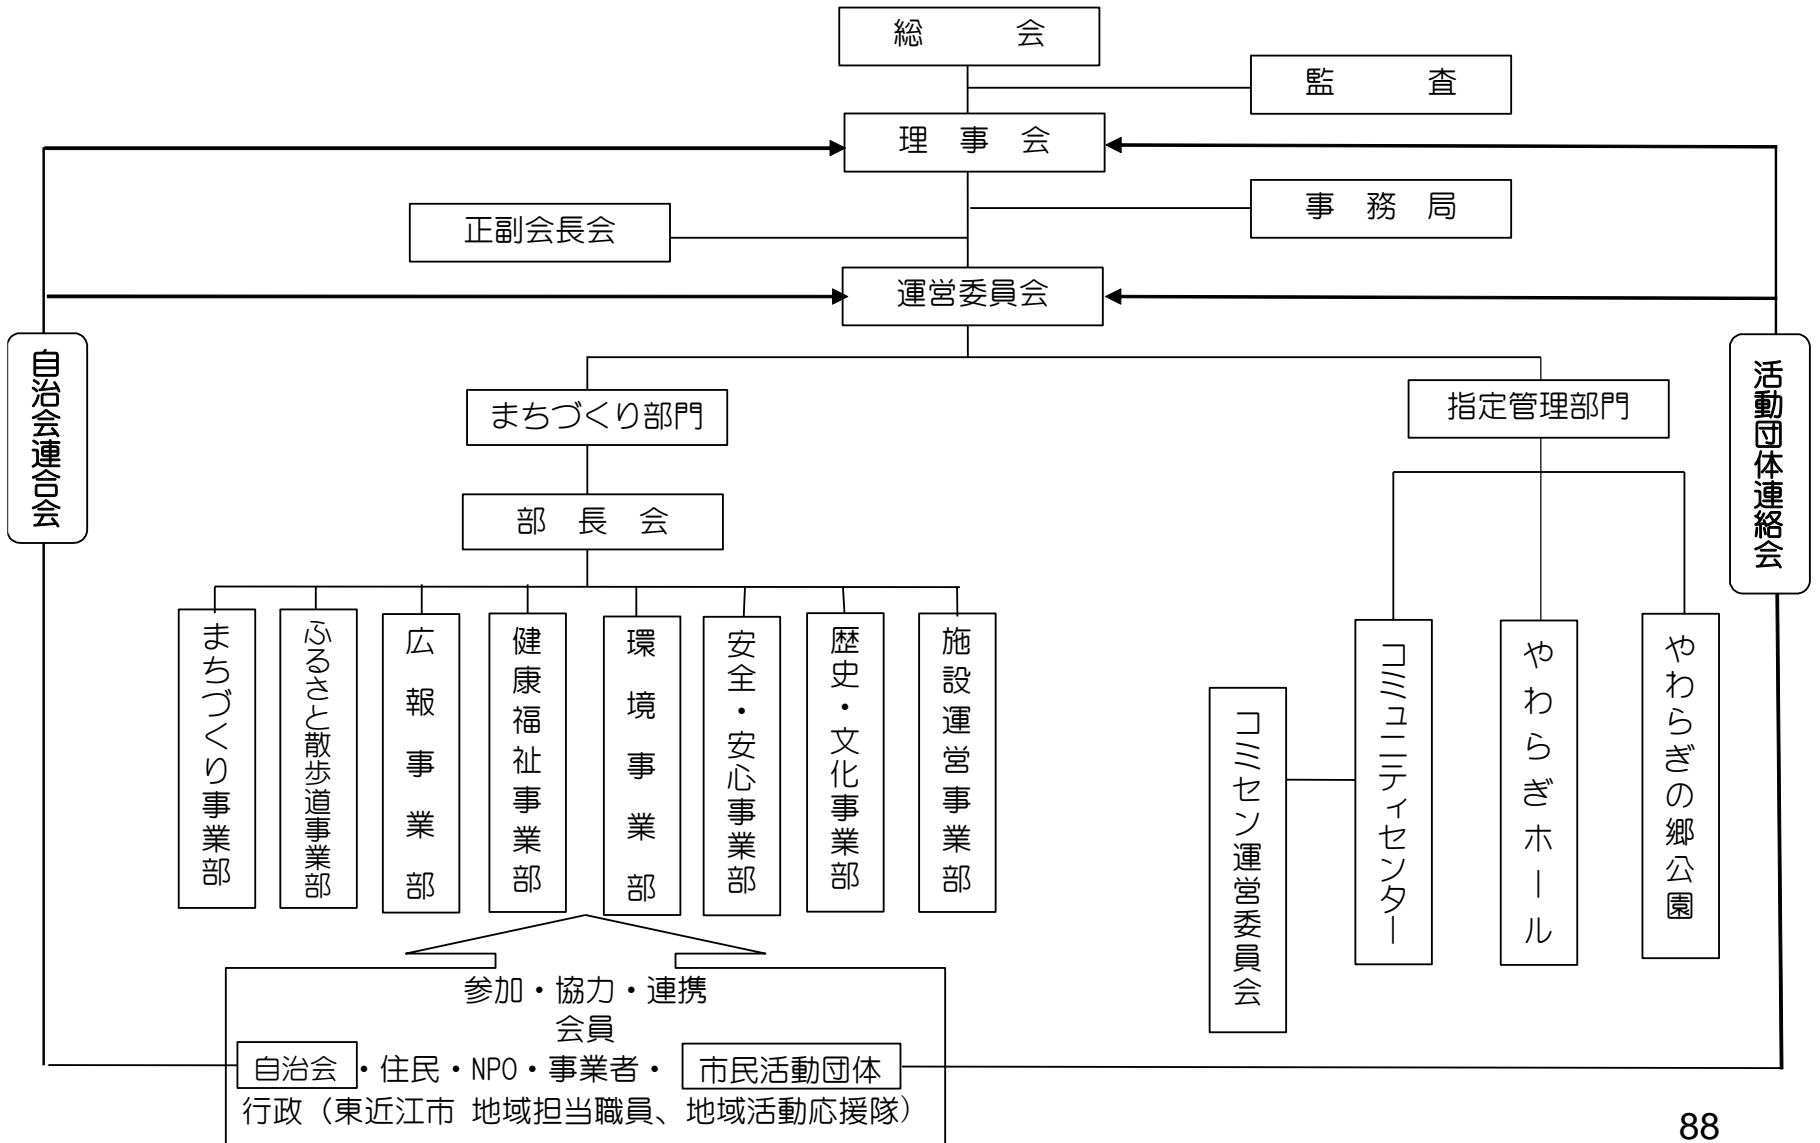 総　会
監　査
理　事　会
事　務　局
正副会長会
運営委員会
自治会連合会
活動団体連絡会
まちづくり部門
指定管理部門
部　長　会
まちづくり事業部
ふるさと散歩道事業部
広報事業部
健康福祉事業部
環境事業部
安全・安心事業部
歴史・文化事業部
施設運営事業部
コミセン運営委員会
コミュニティセンター
やわらぎホール
やわらぎの郷公園
参加・協力・連携
会員
自治会・住民・NPO・事業者・市民活動団体
行政（東近江市 地域担当職員、地域活動応援隊）
88